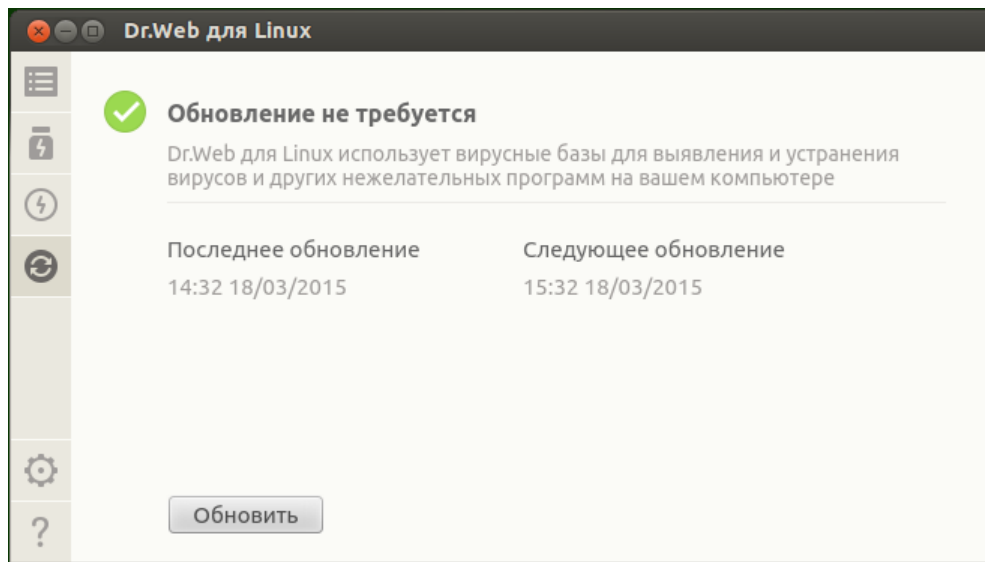 Dr.Web для Linux
Обновление не требуется
Dr.Web для Linux использует вирусные базы для выявления и устранения
вирусов и других нежелательных программ на вашем компьютере
Последнее обновление
Следующее обновление
14:32 18/03/2015
15:32 18/03/2015
Обновить